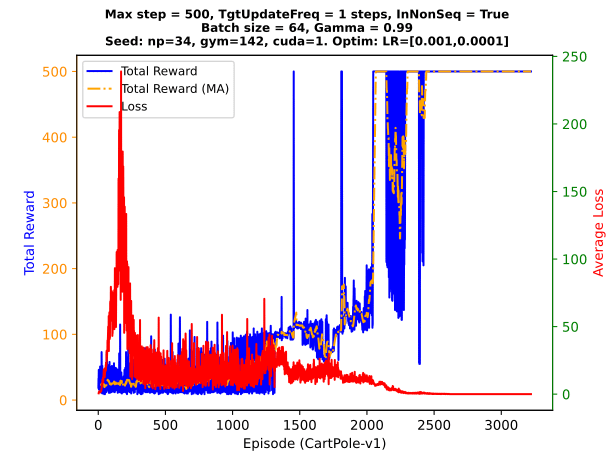 Max step = 500, TgtUpdateFreq = 1 steps, InNonSeq = True
Batch size = 64, Gamma = 0.99
Seed: np=34, gym=142, cuda=1. Optim: LR=[0.001,0.0001]
Total Reward
Total Reward (MA)
Loss
500
400
300
200
100
0
Total Reward
250
200
150
100
50
0
Average Loss
0 500 1000 1500 2000 2500 3000
Episode (CartPole-v1)